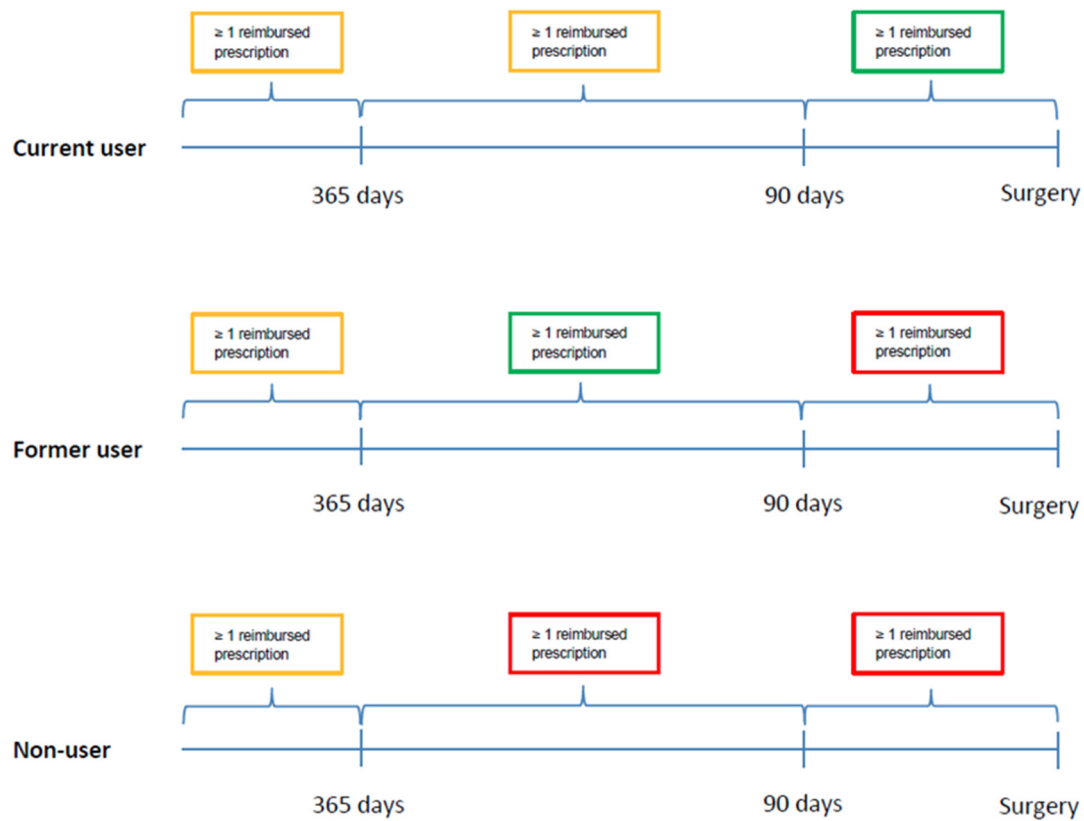 ≥ 1 reimbursed
prescription
≥ 1 reimbursed
prescription
≥ 1 reimbursed
prescription
Current user
365 days
90 days
Surgery
≥ 1 reimbursed
prescription
≥ 1 reimbursed
prescription
≥ 1 reimbursed
prescription
Former user
365 days
90 days
Surgery
≥ 1 reimbursed
prescription
≥ 1 reimbursed
prescription
≥ 1 reimbursed
prescription
Non-user
365 days
90 days
Surgery